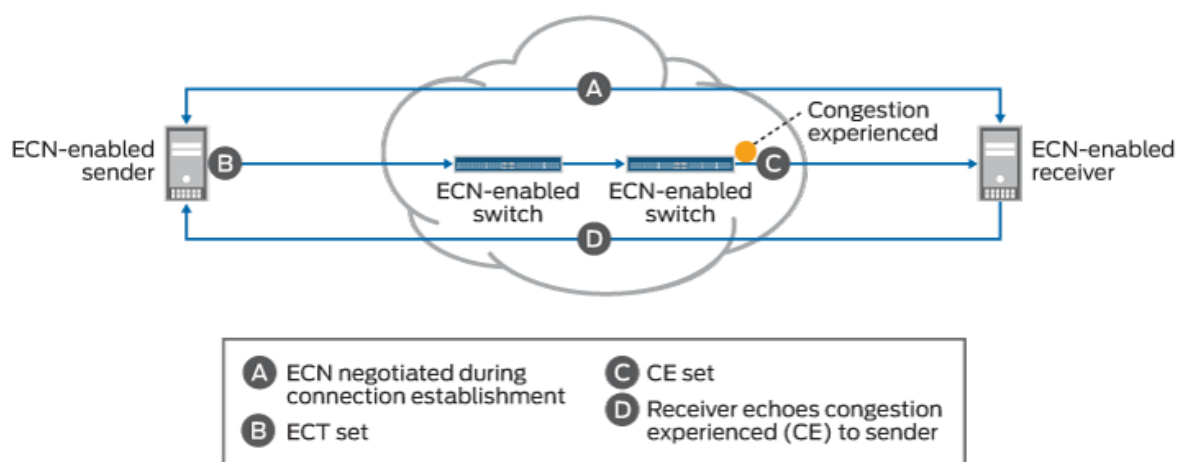 A
Congestion
experienced
ECN-enabled
sender
B
C
ECN-enabled
receiver
ECN-enabled
switch
ECN-enabled
switch
D
A ECN negotiated during
connection establishment
B ECT set
C CE set
D Receiver echoes congestion
experienced (CE) to sender